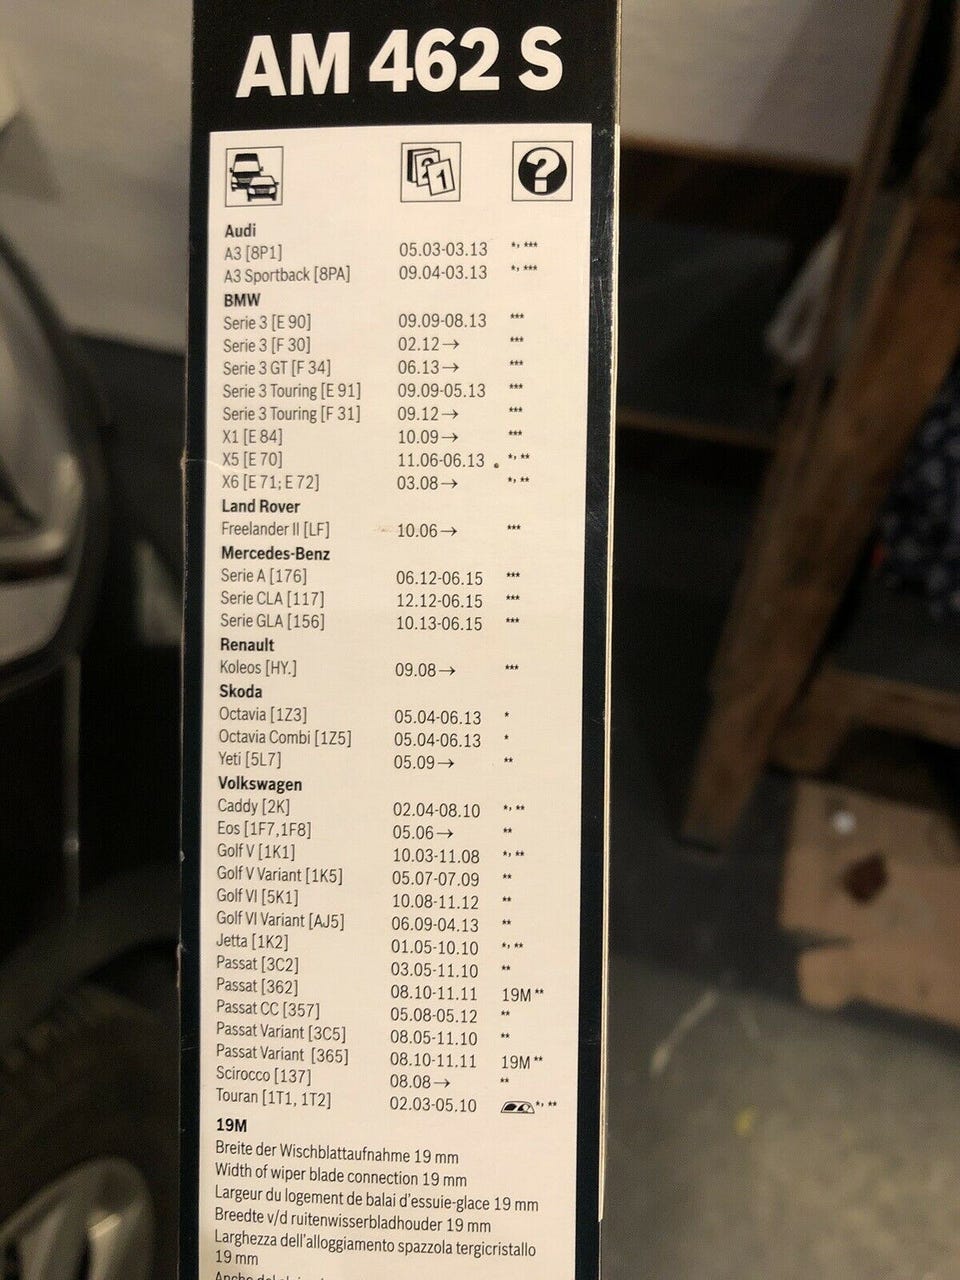 AM 462 S
Audi
A3 [8P1] 05.03-03.13 *, ***
A3 Sportback [8PA] 09.04-03.13 *, ***
BMW
Serie 3 [E 90] 09.09-08.13 ***
Serie 3 [F 30] 02.12→ ***
Serie 3 GT [F 34] 06.13→ ***
Serie 3 Touring [E 91] 09.09-05.13 ***
Serie 3 Touring [F 31] 09.12→ ***
X1 [E 84] 10.09→ ***
X5 [E 70] 11.06-06.13 *, **
X6 [E 71; E 72] 03.08→ *, **
Land Rover
Freelander II [LF] 10.06→ ***
Mercedes-Benz
Serie A [176] 06.12-06.15 ***
Serie CLA [117] 12.12-06.15 ***
Serie GLA [156] 10.13-06.15 ***
Renault
Koleos [HY.] 09.08→ ***
Skoda
Octavia [1Z3] 05.04-06.13 *
Octavia Combi [1Z5] 05.04-06.13 *
Yeti [5L7] 05.09→ **
Volkswagen
Caddy [2K] 02.04-08.10 *, **
Eos [1F7,1F8] 05.06→ **
Golf V [1K1] 10.03-11.08 *, **
Golf V Variant [1K5] 05.07-07.09 **
Golf VI [5K1] 10.08-11.12 **
Golf VI Variant [AJ5] 06.09-04.13 **
Jetta [1K2] 01.05-10.10 *, **
Passat [3C2] 03.05-11.10 **
Passat [362] 08.10-11.11 19M **
Passat CC [357] 05.08-05.12 **
Passat Variant [3C5] 08.05-11.10 **
Passat Variant [365] 08.10-11.11 19M **
Scirocco [137] 08.08→ **
Touran [1T1, 1T2] 02.03-05.10 *, **
19M
Breite der Wischblattaufnahme 19 mm
Width of wiper blade connection 19 mm
Largeur du logement de balai d'essuie-glace 19 mm
Breedte v/d ruitenwisserbladhouder 19 mm
Larghezza dell'alloggiamento spazzola tergicristallo
19 mm